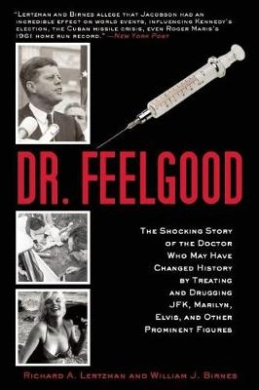 "Lertzman and Birnes allege that Jacobson had an
incredible effect on world events, influencing Kennedy's
election, the Cuban missile crisis, even Roger Maris's
1961 home run record." —New York Post
DR. FEELGOOD
The Shocking Story
of the Doctor
Who May Have
Changed History
by Treating
and Drugging
JFK, Marilyn,
Elvis, and Other
Prominent Figures
Richard A. Lertzman and William J. Birnes